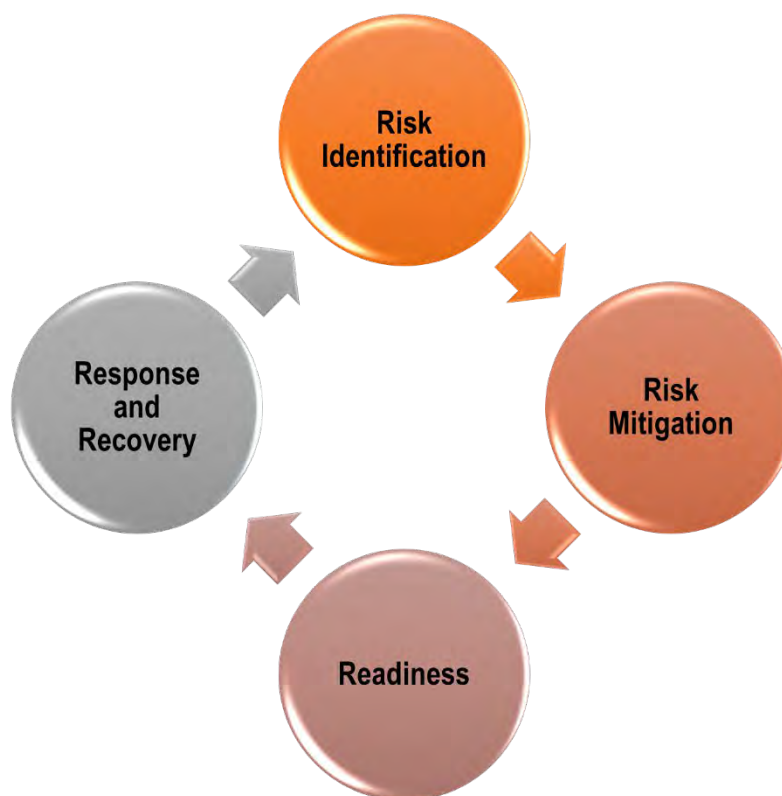 Risk
Identification
Risk
Mitigation
Readiness
Response
and
Recovery